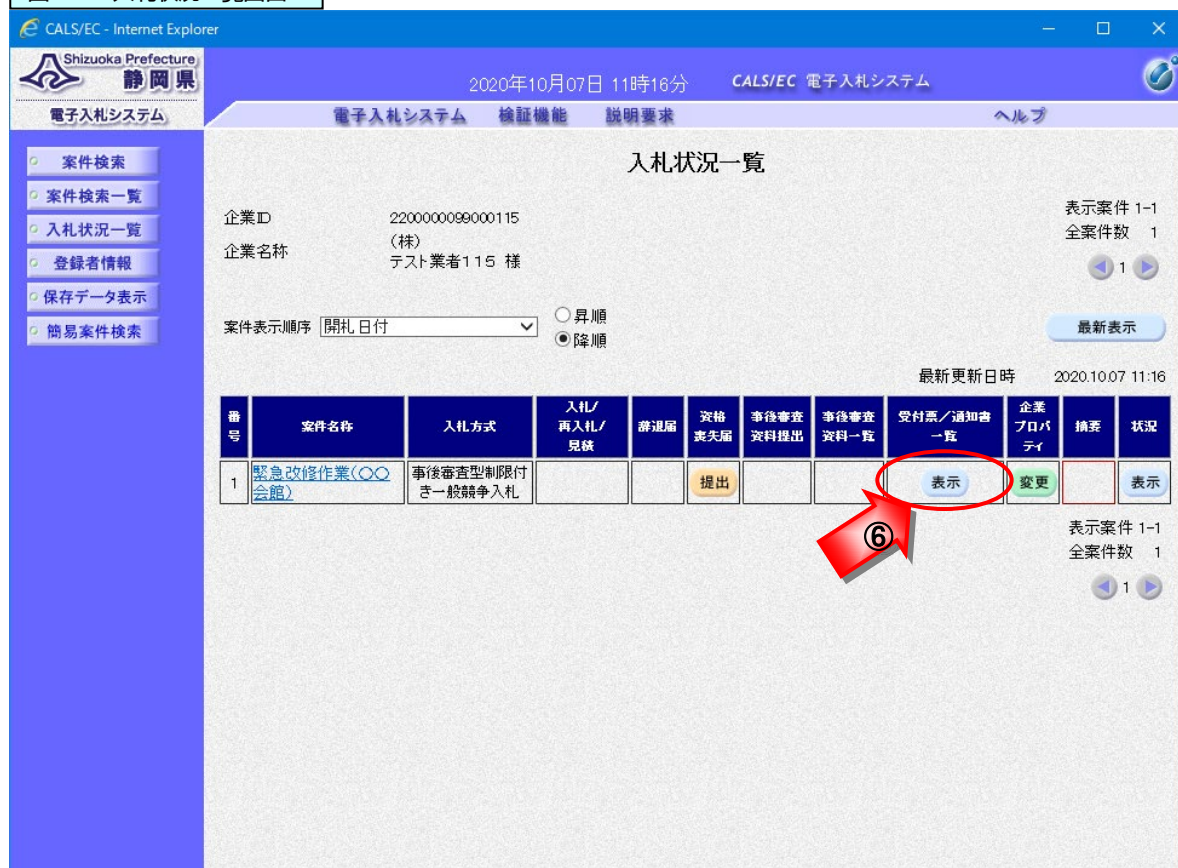 CALS/EC - Internet Explorer
Shizuoka Prefecture
静岡県
2020年10月07日 11時16分
CALS/EC 電子入札システム
電子入札システム
電子入札システム 検証機能 説明要求
ヘルプ
案件検索
案件検索一覧
入札状況一覧
登録者情報
保存データ表示
簡易案件検索
入札状況一覧
企業ID 2200000099000115
企業名称 (株)
テスト業者115 様
表示案件 1-1
全案件数 1
1
案件表示順序 開札日付
昇順
降順
最新表示
最新更新日時 2020.10.07 11:16
番号
案件名称
入札方式
入札/
再入札/
見積
辞退届
資格
喪失届
事後審査
資料提出
事後審査
資料一覧
受付票/通知書
一覧
企業
プロパ
ティ
摘要
状況
1
緊急改修作業(○○
会館)
事後審査型制限付
き一般競争入札
提出
表示
変更
表示
⑥
表示案件 1-1
全案件数 1
1